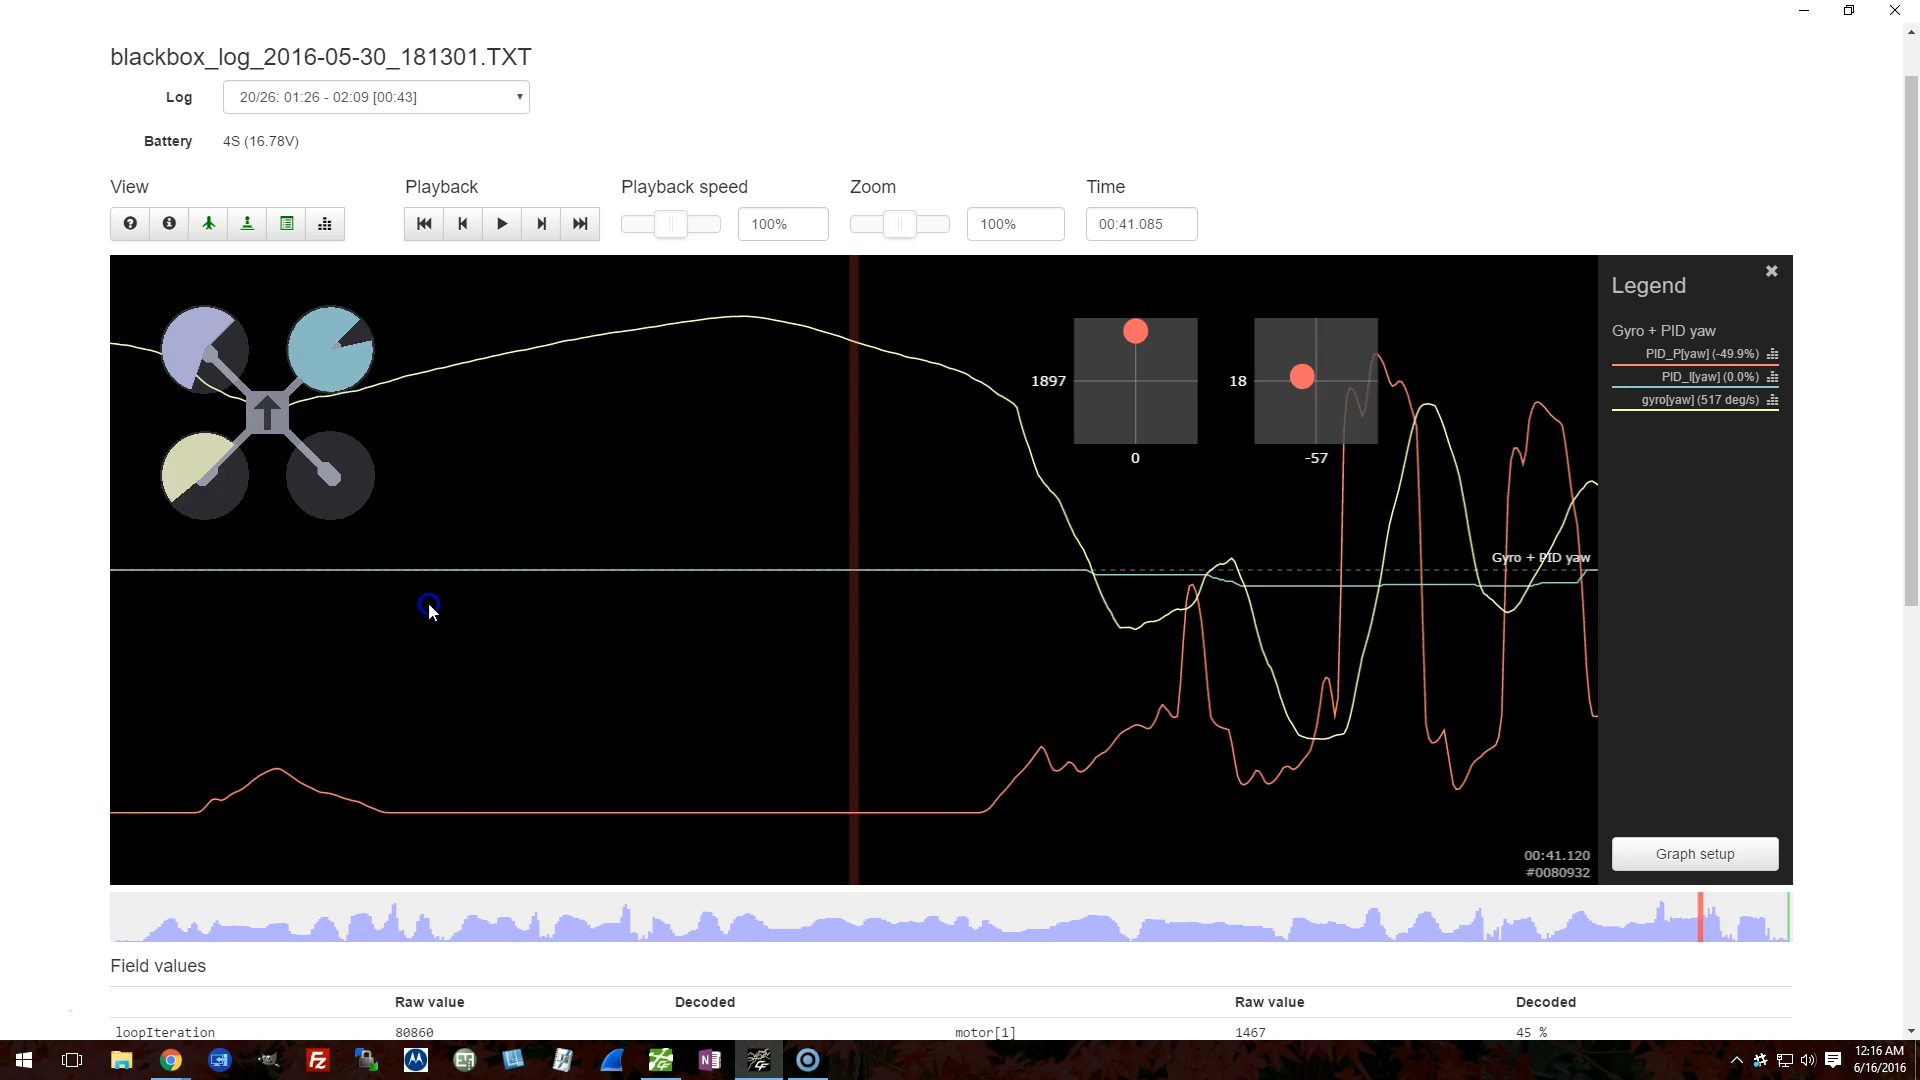 blackbox_log_2016-05-30_181301.TXT
Log
20/26: 01:26 - 02:09 [00:43]
Battery
4S (16.78V)
View
Playback
Playback speed
Zoom
Time
100%
100%
00:41.085
Legend
Gyro + PID yaw
PID_P[yaw] (-49.9%)
PID_I[yaw] (0.0%)
gyro[yaw] (517 deg/s)
1897
0
18
-57
Gyro + PID yaw
00:41.120
#0080932
Graph setup
Field values
Raw value
Decoded
Raw value
Decoded
loopIteration
80860
motor[1]
1467
45 %
12:16 AM
6/16/2016